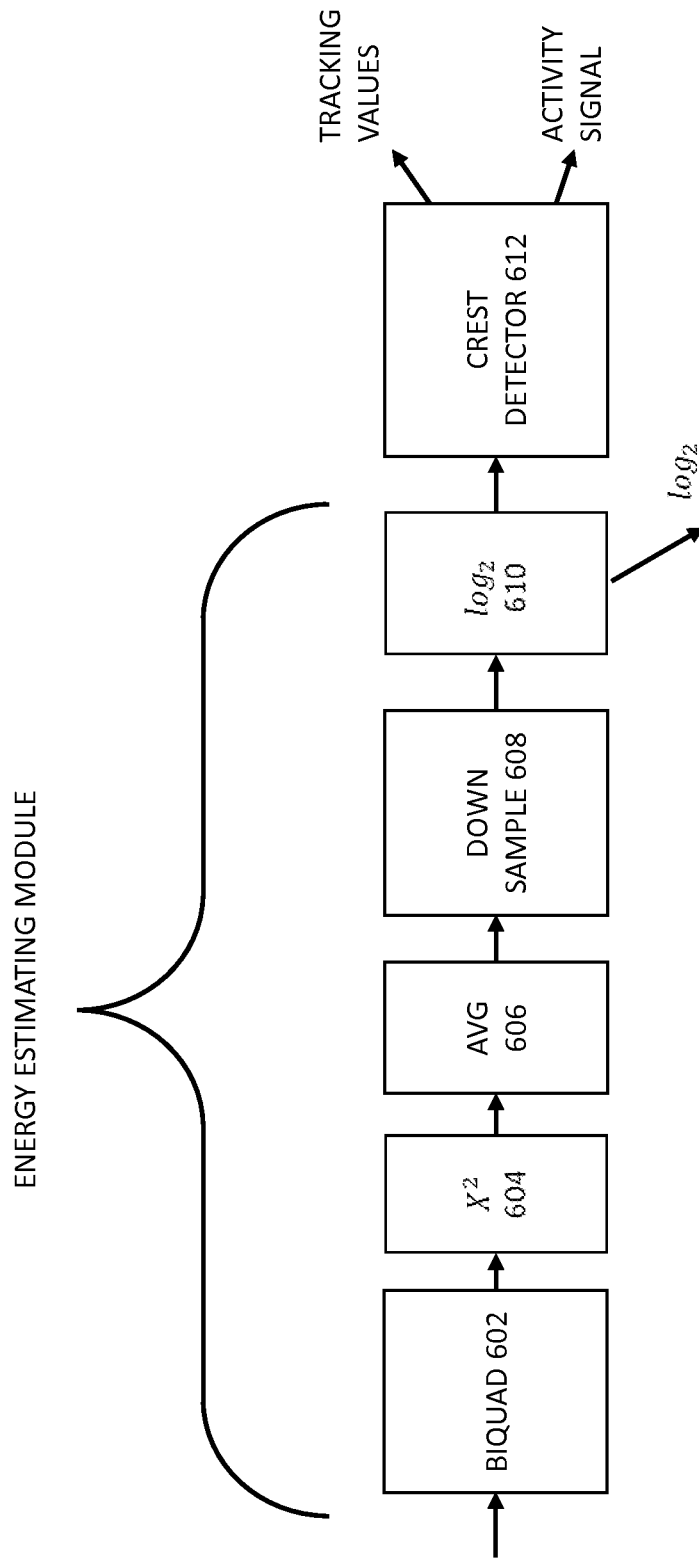 ENERGY ESTIMATING MODULE
BIQUAD 602
X²
604
AVG
606
DOWN
SAMPLE 608
log₂
610
log₂
CREST
DETECTOR 612
TRACKING
VALUES
ACTIVITY
SIGNAL